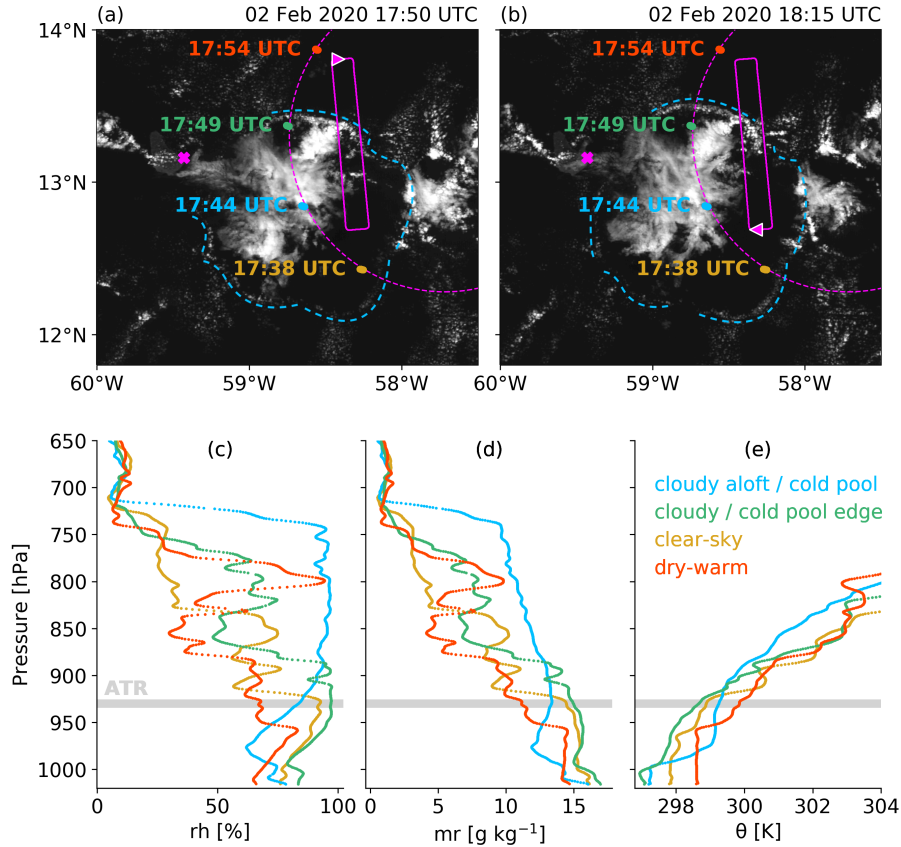 (a) 02 Feb 2020 17:50 UTC
(b) 02 Feb 2020 18:15 UTC
14°N
13°N
12°N
17:54 UTC
17:49 UTC
17:44 UTC
17:38 UTC
17:54 UTC
17:49 UTC
17:44 UTC
17:38 UTC
60°W 59°W 58°W
60°W 59°W 58°W
(c)
(d)
(e)
650
700
750
800
850
900
950
1000
Pressure [hPa]
ATR
cloudy aloft / cold pool
cloudy / cold pool edge
clear-sky
dry-warm
0 50 100
0 5 10 15
298 300 302 304
rh [%]
mr [g kg⁻¹]
θ [K]